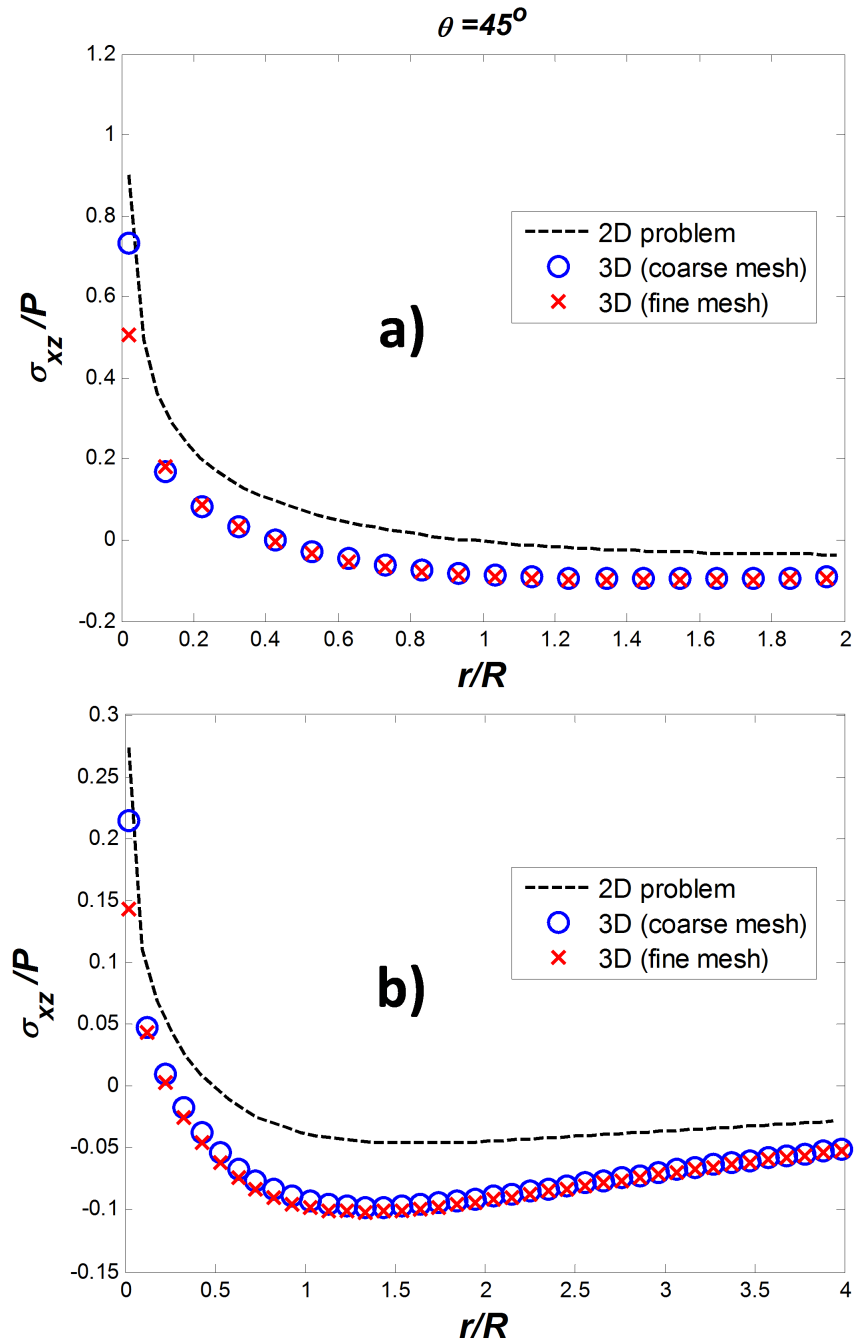 θ =45º
1.2
1
0.8
0.6
0.4
0.2
0
-0.2
σxz /P
2D problem
3D (coarse mesh)
3D (fine mesh)
a)
0 0.2 0.4 0.6 0.8 1 1.2 1.4 1.6 1.8 2
r/R
0.3
0.25
0.2
0.15
0.1
0.05
0
-0.05
-0.1
-0.15
σxz /P
2D problem
3D (coarse mesh)
3D (fine mesh)
b)
0 0.5 1 1.5 2 2.5 3 3.5 4
r/R